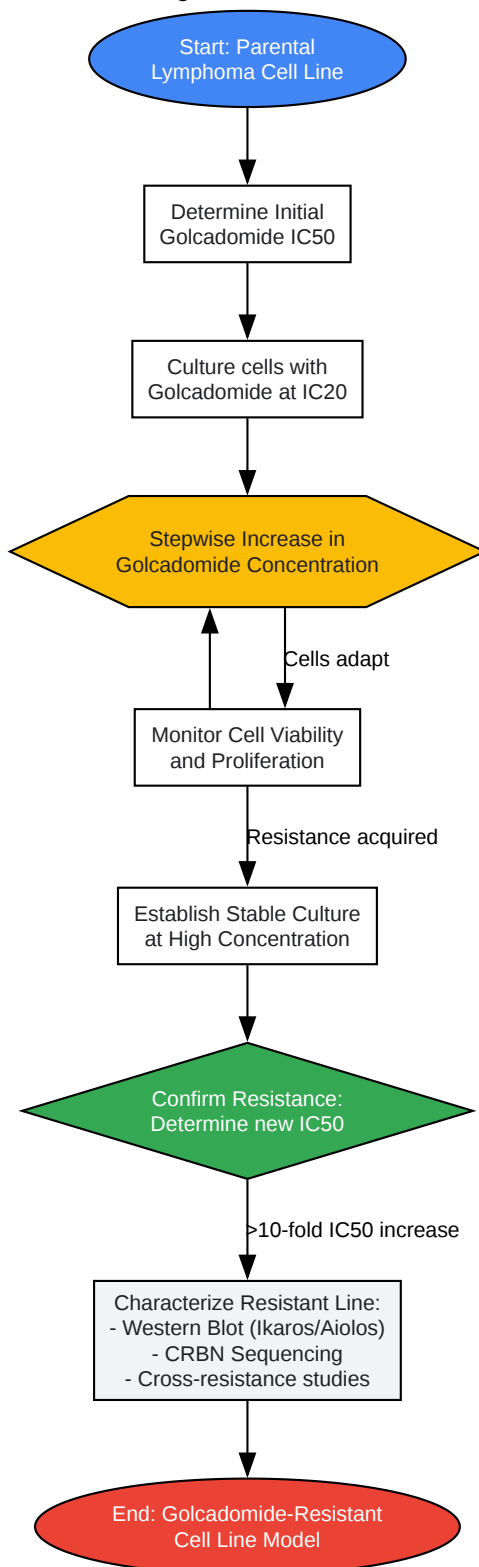 Start: Parental
Lymphoma Cell Line
Determine Initial
Golcadomide IC50
Culture cells with
Golcadomide at IC20
Stepwise Increase in
Golcadomide Concentration
Cells adapt
Monitor Cell Viability
and Proliferation
Resistance acquired
Establish Stable Culture
at High Concentration
Confirm Resistance:
Determine new IC50
>10-fold IC50 increase
Characterize Resistant Line:
- Western Blot (Ikaros/Aiolos)
- CRBN Sequencing
- Cross-resistance studies
End: Golcadomide-Resistant
Cell Line Model